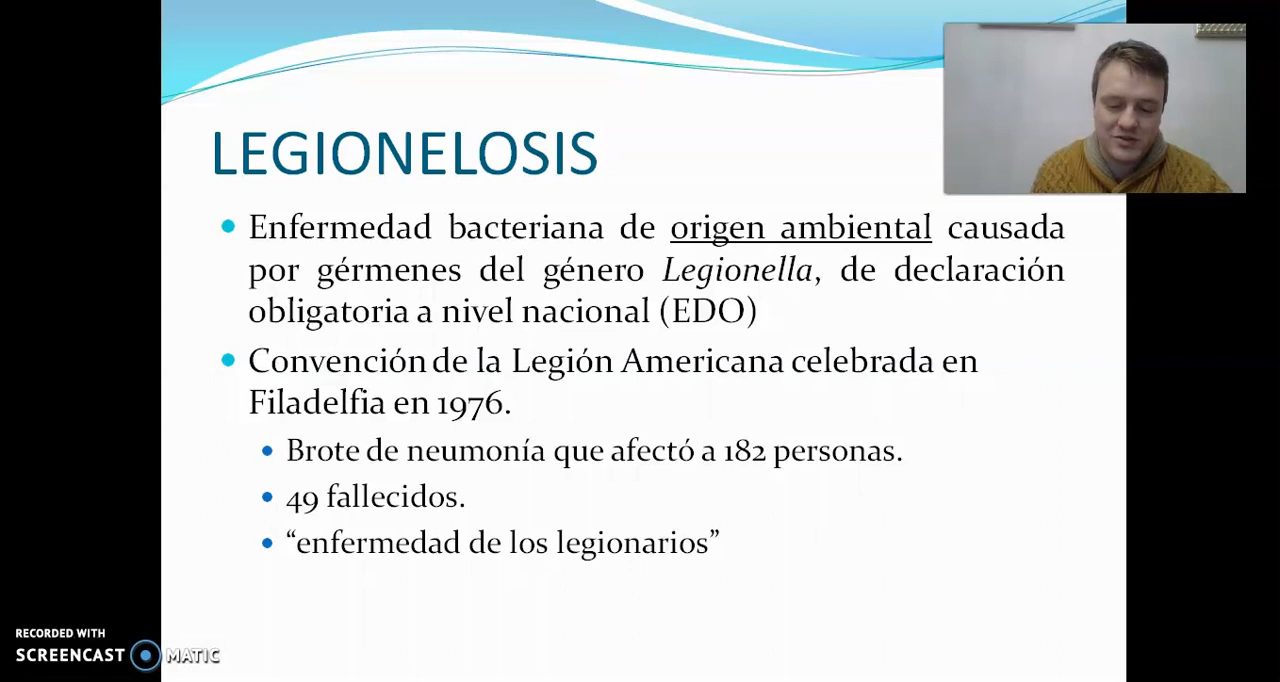 LEGIONELOSIS
Enfermedad bacteriana de origen ambiental causada
por gérmenes del género Legionella, de declaración
obligatoria a nivel nacional (EDO)
Convención de la Legión Americana celebrada en
Filadelfia en 1976.
Brote de neumonía que afectó a 182 personas.
49 fallecidos.
“enfermedad de los legionarios”
RECORDED WITH
SCREENCAST MATIC